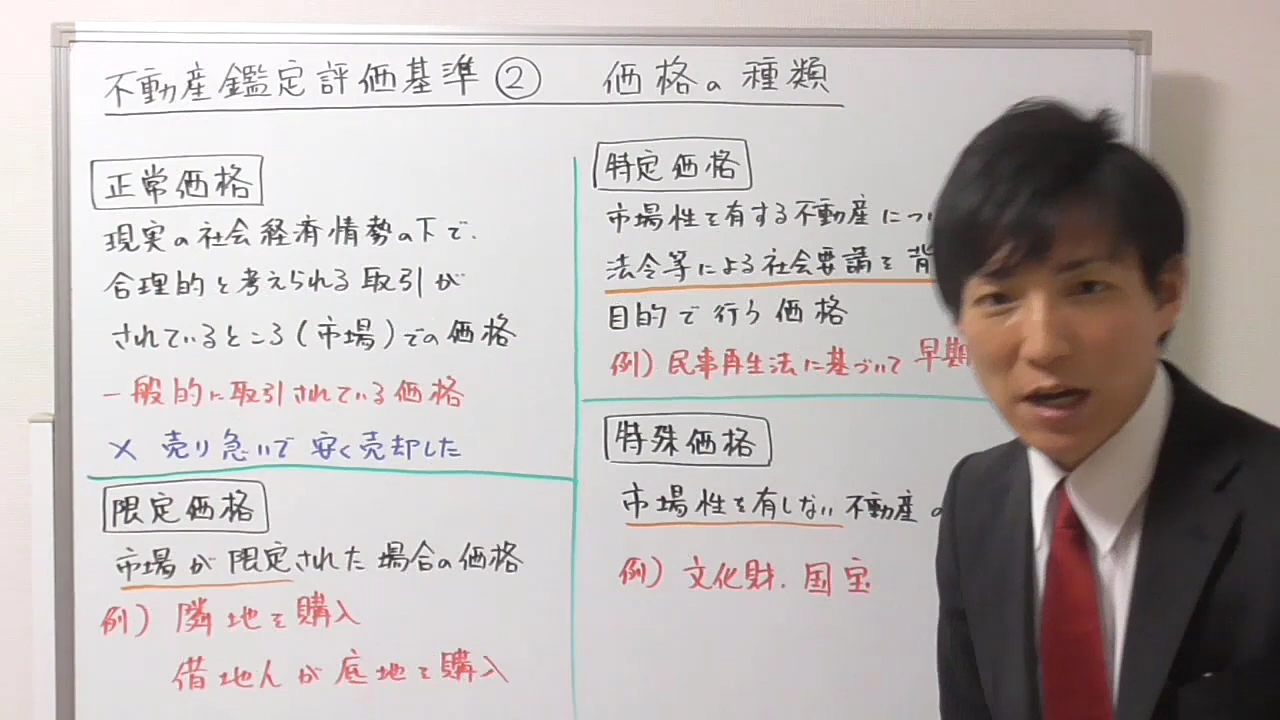 不動産鑑定評価基準② 価格の種類
正常価格
現実の社会経済情勢の下で.
合理的と考えられる取引が
されているところ(市場)での価格
一般的に取引されている価格
× 売り急いで 安く売却した
限定価格
市場が限定された場合の価格
例) 隣地を購入
借地人が底地を購入
特定価格
市場性を有する不動産につ
法令等による社会要請を背
目的で行う価格
例) 民事再生法に基づいて 早期
特殊価格
市場性を有しない不動産の
例) 文化財. 国宝